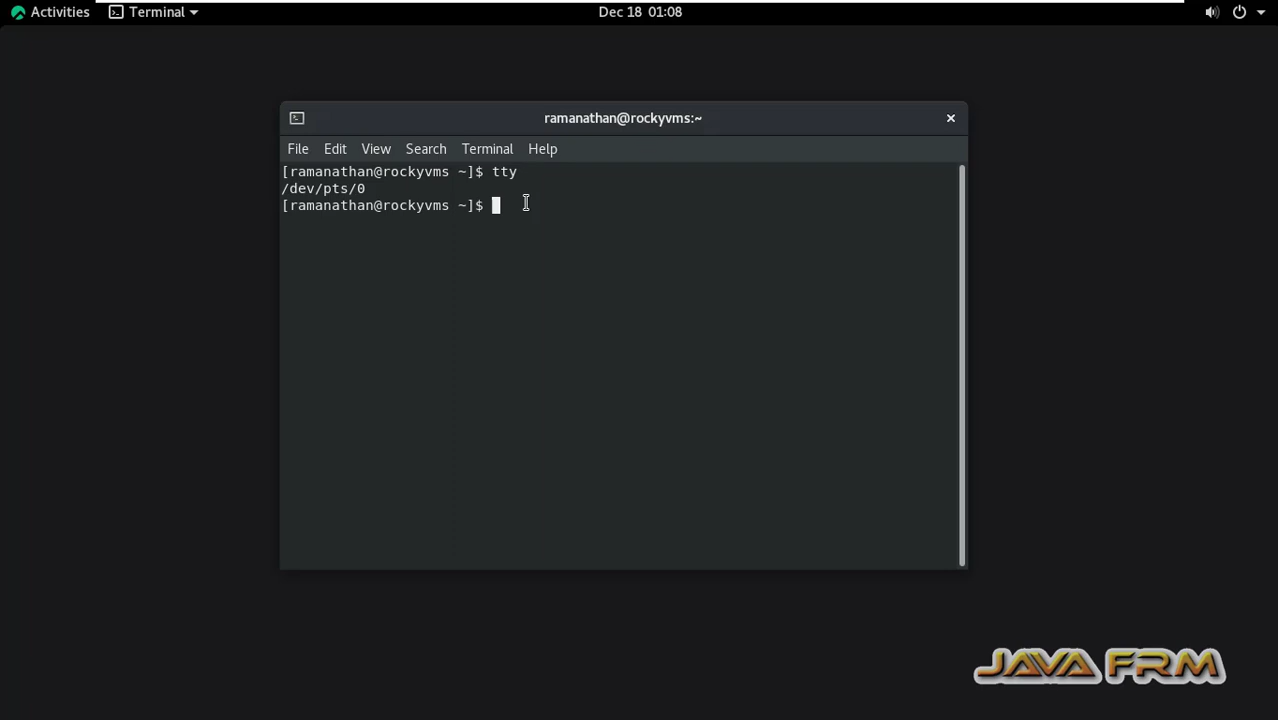 Activities Terminal Dec 18 01:08
ramanathan@rockyvms:~
File Edit View Search Terminal Help
[ramanathan@rockyvms ~]$ tty
/dev/pts/0
[ramanathan@rockyvms ~]$
JAVA FRM